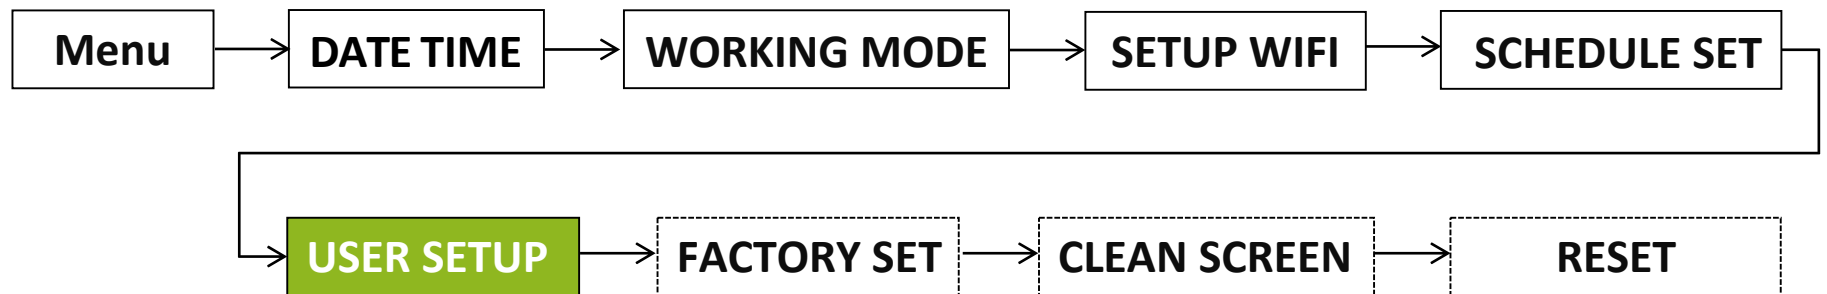 Menu
DATE TIME
WORKING MODE
SETUP WIFI
SCHEDULE SET
USER SETUP
FACTORY SET
CLEAN SCREEN
RESET